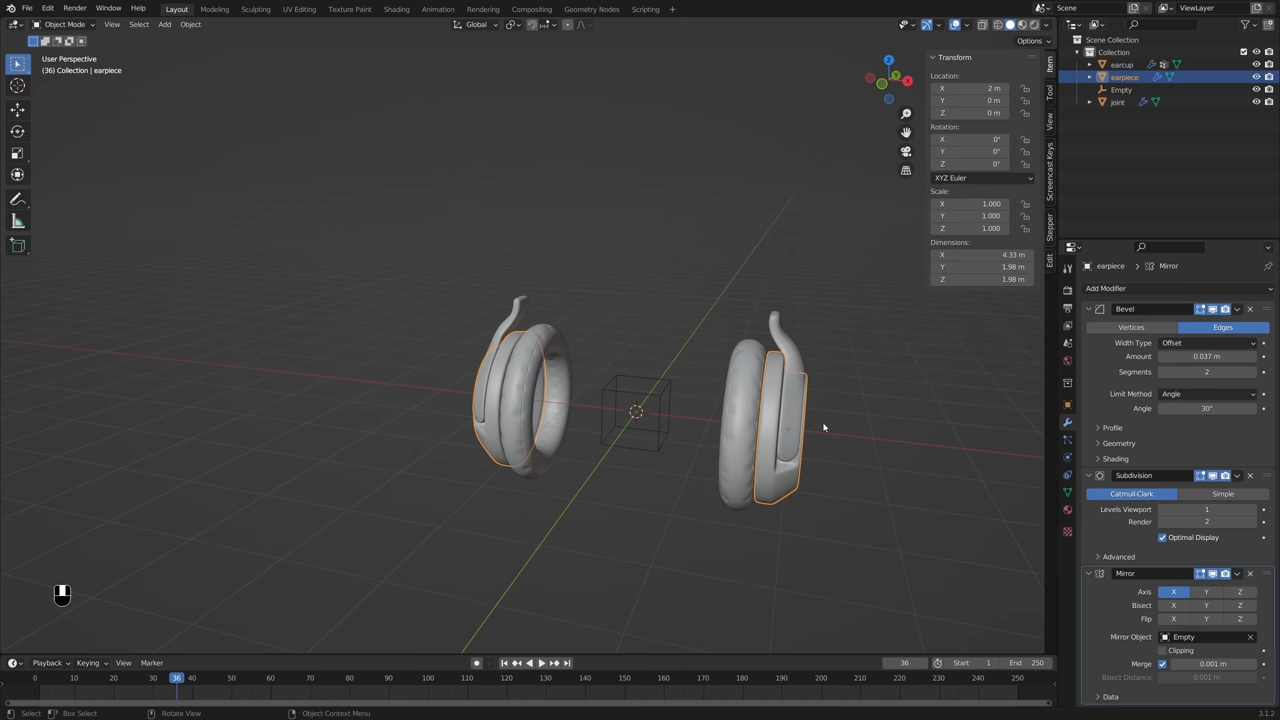 File Edit Render Window Help Layout Modeling Sculpting UV Editing Texture Paint Shading Animation Rendering Compositing Geometry Nodes Scripting + Scene ViewLayer
Object Mode View Select Add Object Global Options
User Perspective
(36) Collection | earpiece
Transform
Location:
X 2 m
Y 0 m
Z 0 m
Rotation:
X 0°
Y 0°
Z 0°
XYZ Euler
Scale:
X 1.000
Y 1.000
Z 1.000
Dimensions:
X 4.33 m
Y 1.98 m
Z 1.98 m
Item
Tool
View
Screencast Keys
Stepper
Edit
Z
Y
X
Scene Collection
Collection
earcup
earpiece
Empty
joint
earpiece > Mirror
Add Modifier
Bevel
Vertices Edges
Width Type Offset
Amount 0.037 m
Segments 2
Limit Method Angle
Angle 30°
Profile
Geometry
Shading
Subdivision
Catmull-Clark Simple
Levels Viewport 1
Render 2
Optimal Display
Advanced
Mirror
Axis X Y Z
Bisect X Y Z
Flip X Y Z
Mirror Object Empty
Clipping
Merge 0.001 m
Bisect Distance 0.001 m
Data
Playback Keying View Marker 36 Start 1 End 250
0 10 20 30 36 40 50 60 70 80 90 100 110 120 130 140 150 160 170 180 190 200 210 220 230 240 250
Select Box Select Rotate View Object Context Menu 3.1.2